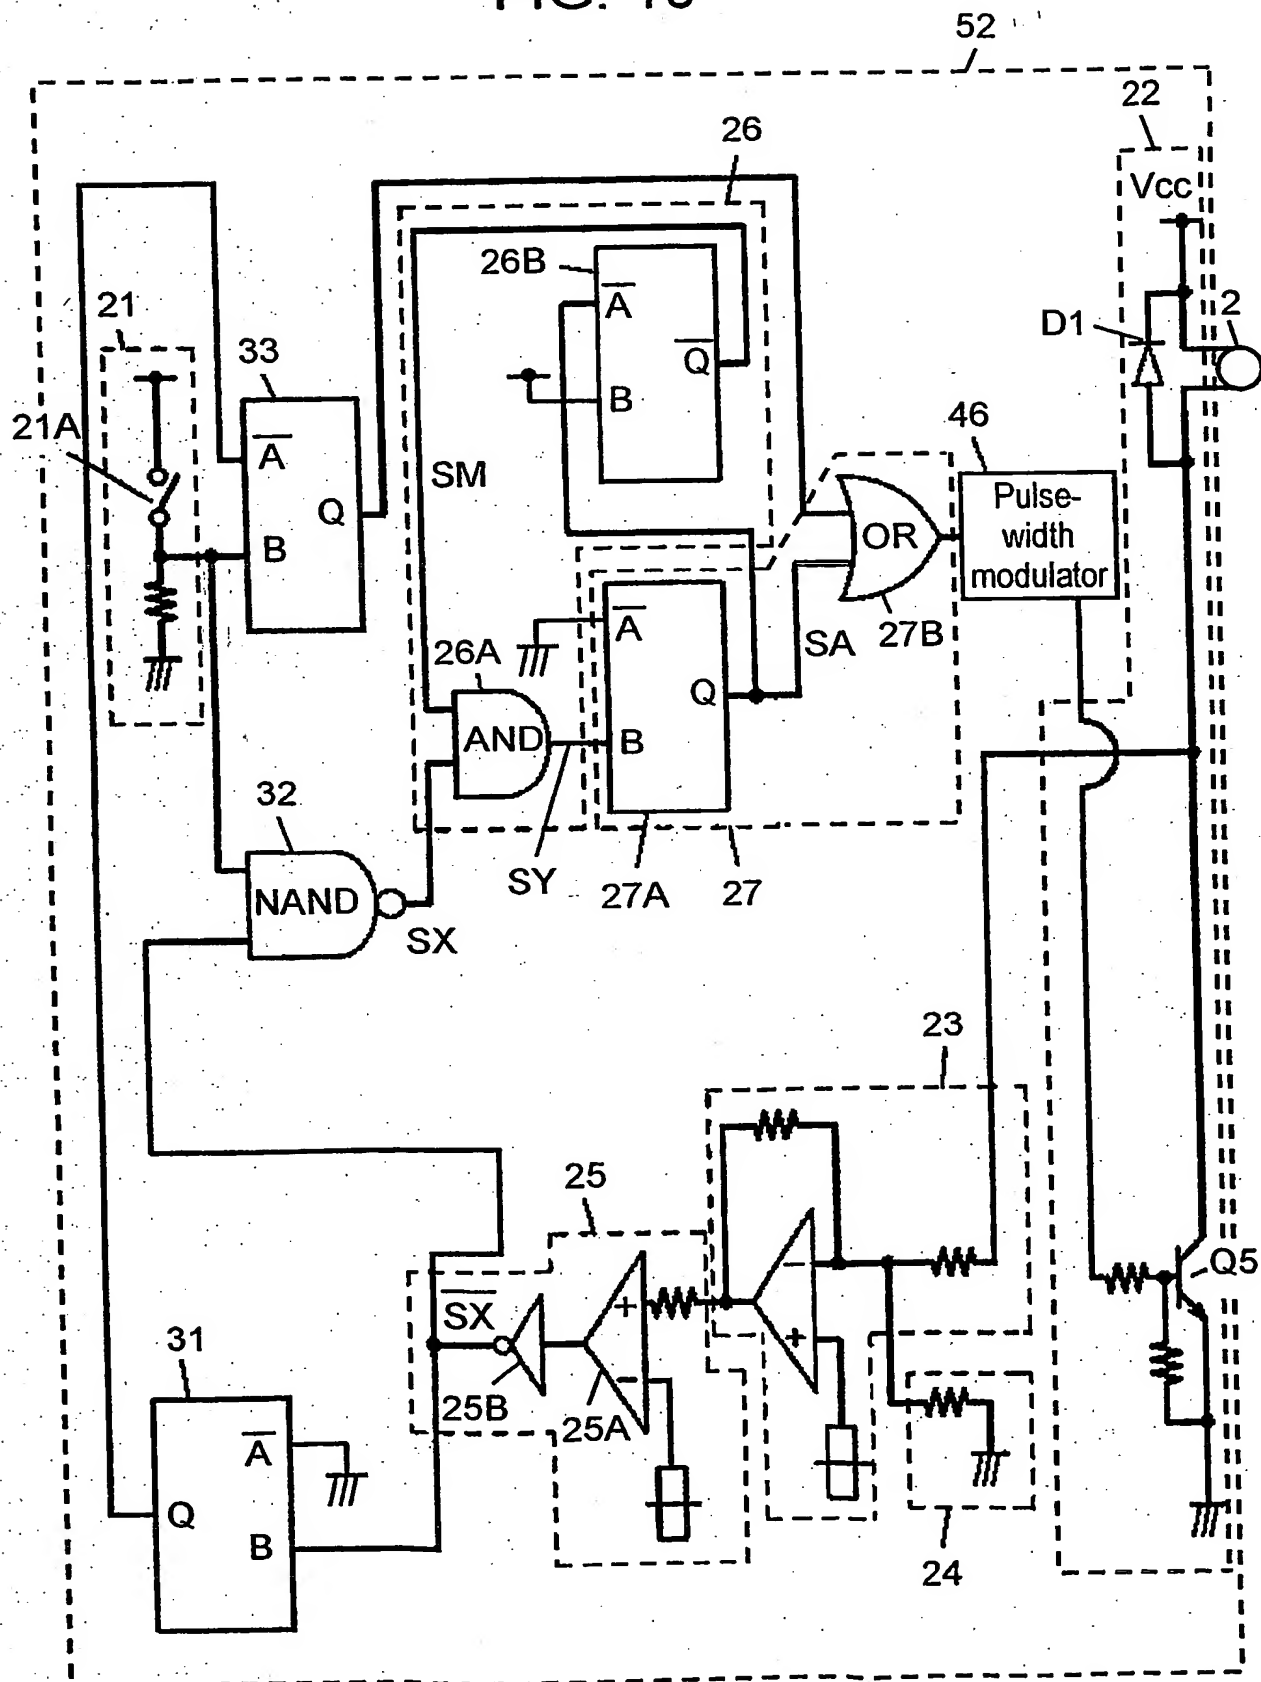 52
22
26
Vcc
26B
A
2
21
D1
33
Q
B
21A
46
A
SM
Pulse-
width
modulator
Q
OR
B
A
27B
26A
SA
Q
AND
B
32
SY
27A
27
NAND
SX
23
25
Q5
SX
31
25B
25A
A
Q
B
24